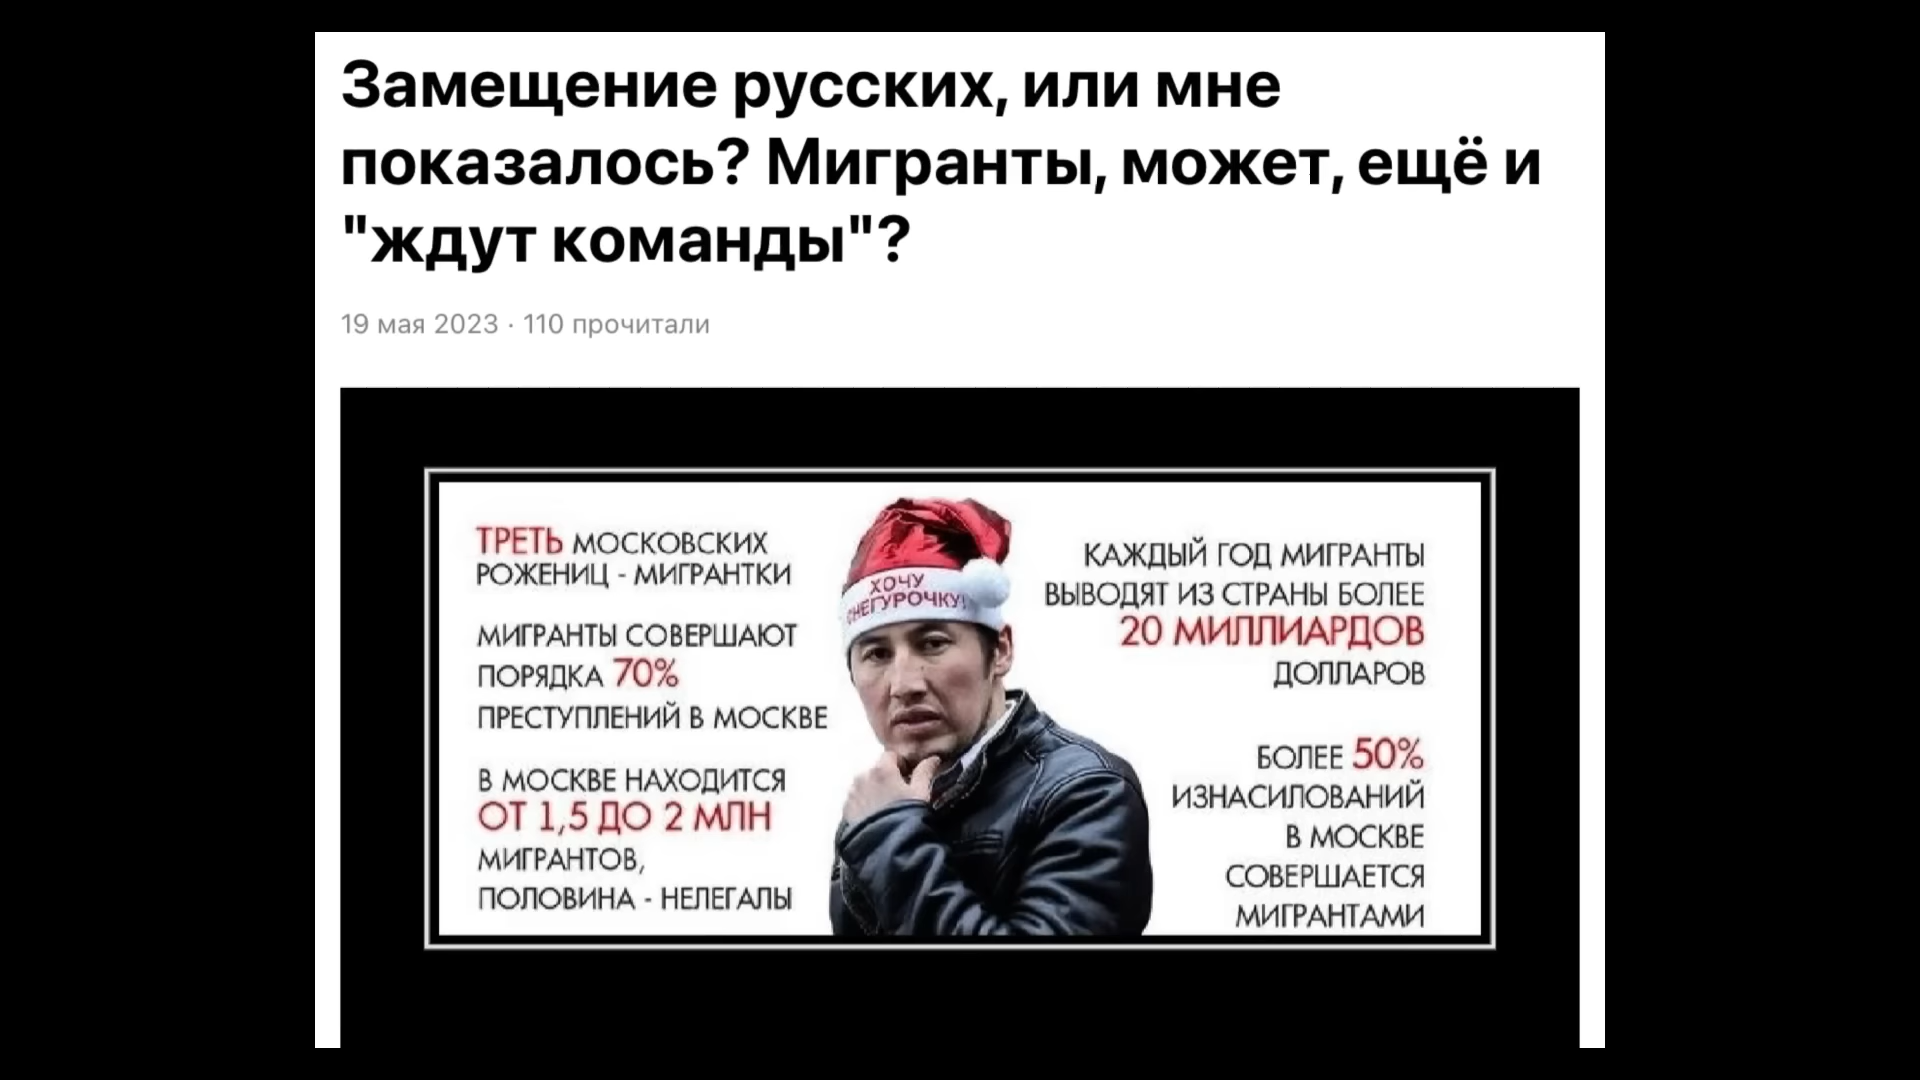 Замещение русских, или мне
показалось? Мигранты, может, ещё и
"ждут команды"?
19 мая 2023 · 110 прочитали
ТРЕТЬ МОСКОВСКИХ
РОЖЕНИЦ - МИГРАНТКИ
МИГРАНТЫ СОВЕРШАЮТ
ПОРЯДКА 70%
ПРЕСТУПЛЕНИЙ В МОСКВЕ
В МОСКВЕ НАХОДИТСЯ
ОТ 1,5 ДО 2 МЛН
МИГРАНТОВ,
ПОЛОВИНА - НЕЛЕГАЛЫ
ХОЧУ
СНЕГУРОЧКУ!
КАЖДЫЙ ГОД МИГРАНТЫ
ВЫВОДЯТ ИЗ СТРАНЫ БОЛЕЕ
20 МИЛЛИАРДОВ
ДОЛЛАРОВ
БОЛЕЕ 50%
ИЗНАСИЛОВАНИЙ
В МОСКВЕ
СОВЕРШАЕТСЯ
МИГРАНТАМИ